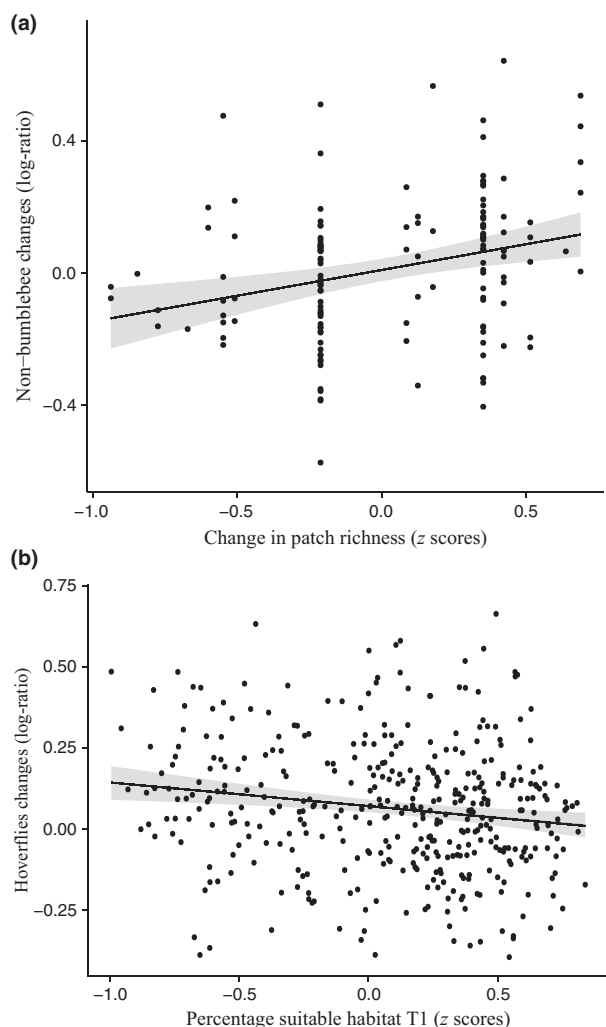 (a)
Non−bumblebee changes (log-ratio)
0.4
0.0
−0.4
−1.0 −0.5 0.0 0.5
Change in patch richness (z scores)
(b)
Hoverflies changes (log-ratio)
0.75
0.50
0.25
0.00
−0.25
−1.0 −0.5 0.0 0.5
Percentage suitable habitat T1 (z scores)